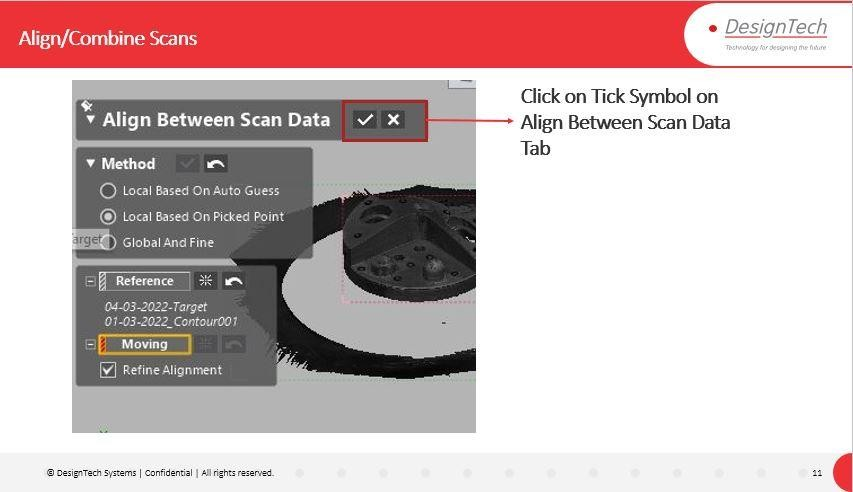 Align/Combine Scans
DesignTech
Technology for designing the future
Align Between Scan Data
Click on Tick Symbol on
Align Between Scan Data
Tab
Method
Local Based On Auto Guess
Local Based On Picked Point
arget
Global And Fine
Reference
04-03-2022-Target
01-03-2022_Contour001
Moving
Refine Alignment
© DesignTech Systems | Confidential | All rights reserved.
11